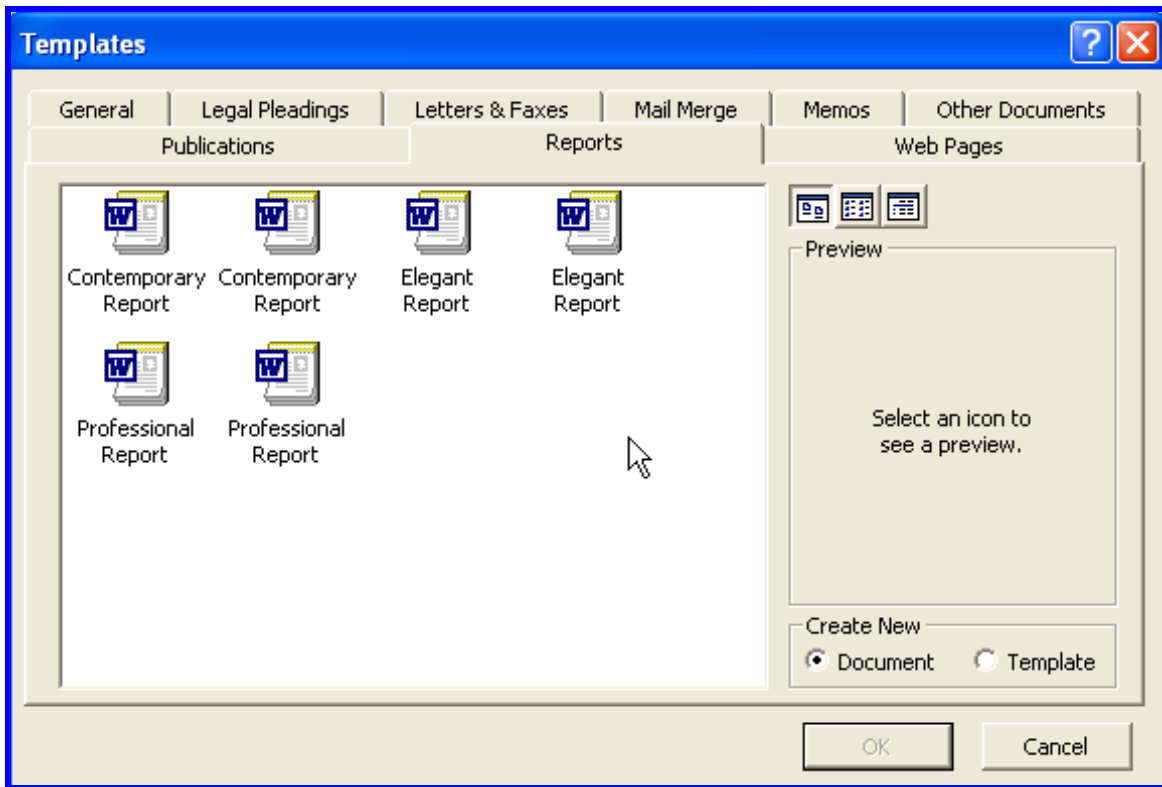 Templates
General Legal Pleadings Letters & Faxes Mail Merge Memos Other Documents
Publications Reports Web Pages
Contemporary Contemporary Elegant Elegant
Report Report Report Report
Professional Professional
Report Report
Preview
Select an icon to
see a preview.
Create New
Document Template
OK Cancel